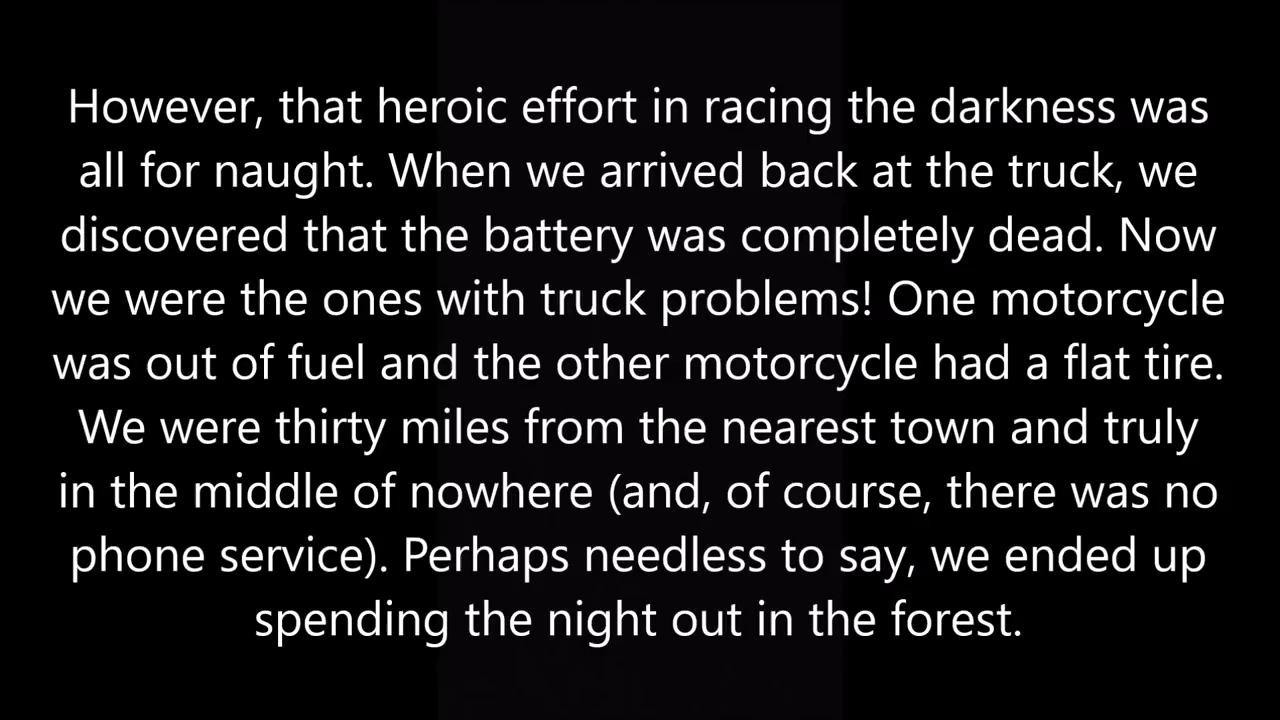 However, that heroic effort in racing the darkness was
all for naught. When we arrived back at the truck, we
discovered that the battery was completely dead. Now
we were the ones with truck problems! One motorcycle
was out of fuel and the other motorcycle had a flat tire.
We were thirty miles from the nearest town and truly
in the middle of nowhere (and, of course, there was no
phone service). Perhaps needless to say, we ended up
spending the night out in the forest.